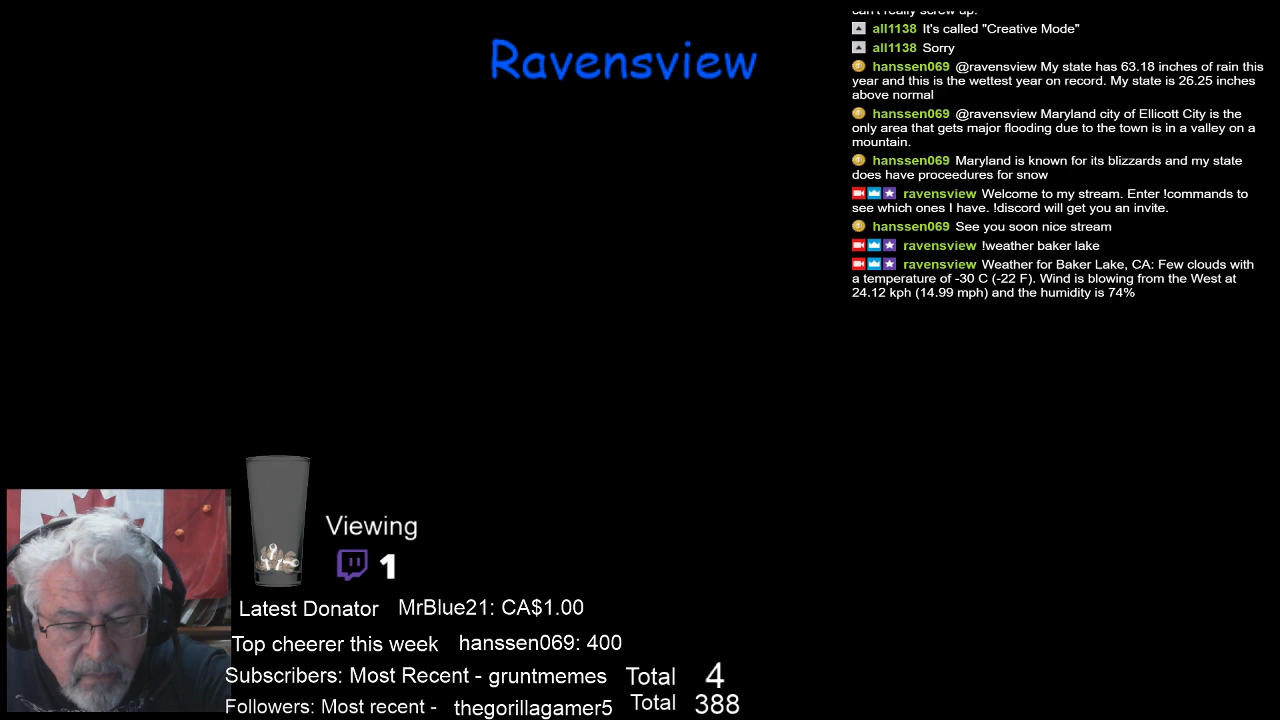 Ravensview
can't really screw up.
all1138 It's called "Creative Mode"
all1138 Sorry
hanssen069 @ravensview My state has 63.18 inches of rain this
year and this is the wettest year on record. My state is 26.25 inches
above normal
hanssen069 @ravensview Maryland city of Ellicott City is the
only area that gets major flooding due to the town is in a valley on a
mountain.
hanssen069 Maryland is known for its blizzards and my state
does have proceedures for snow
ravensview Welcome to my stream. Enter !commands to
see which ones I have. !discord will get you an invite.
hanssen069 See you soon nice stream
ravensview !weather baker lake
ravensview Weather for Baker Lake, CA: Few clouds with
a temperature of -30 C (-22 F). Wind is blowing from the West at
24.12 kph (14.99 mph) and the humidity is 74%
Viewing
1
Latest Donator MrBlue21: CA$1.00
Top cheerer this week hanssen069: 400
Subscribers: Most Recent - gruntmemes Total 4
Followers: Most recent - thegorillagamer5 Total 388